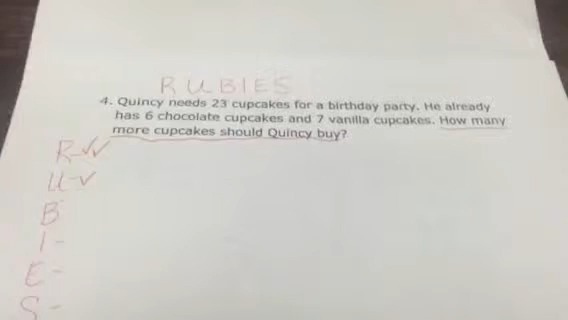 RUBIES
4. Quincy needs 23 cupcakes for a birthday party. He already
has 6 chocolate cupcakes and 7 vanilla cupcakes. How many
more cupcakes should Quincy buy?
R-✓✓
U-✓
B
I-
E-
S-